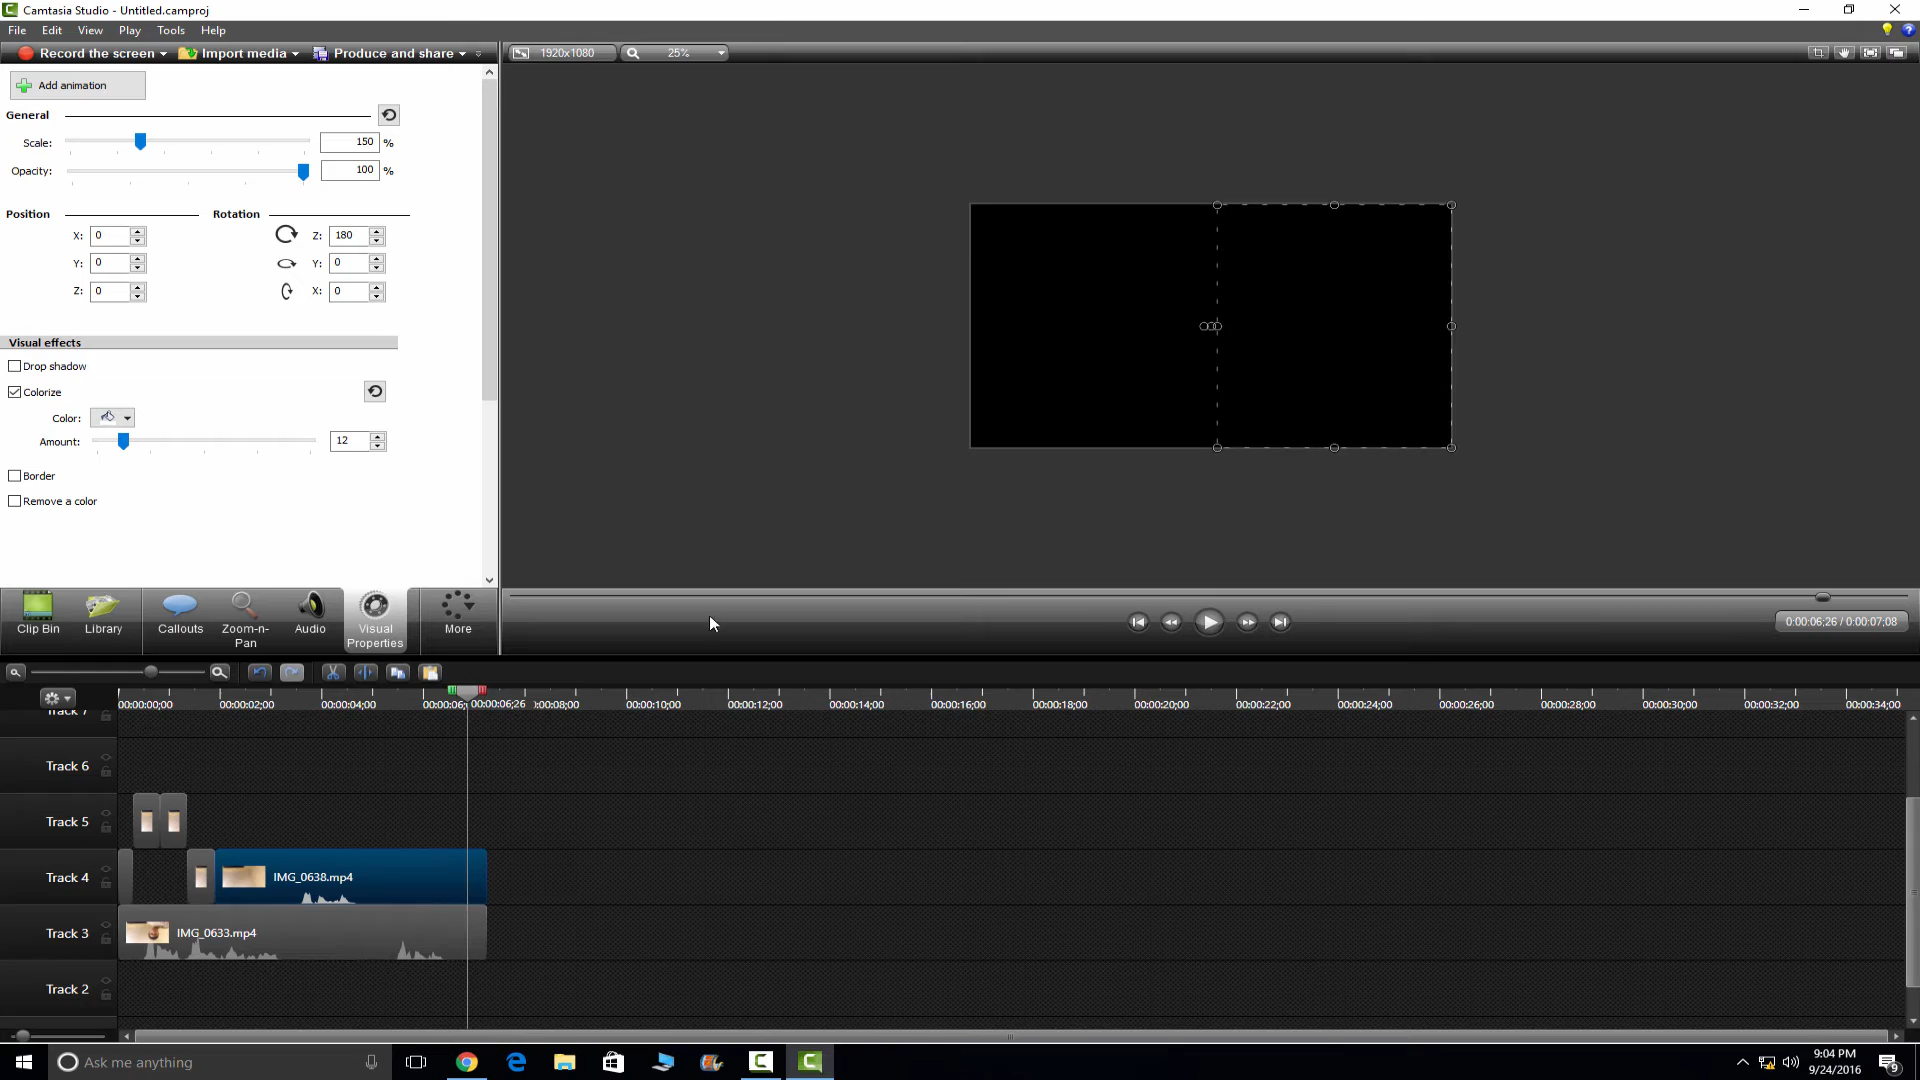 Camtasia Studio - Untitled.camproj
File Edit View Play Tools Help
Record the screen Import media Produce and share 1920x1080 25%
Add animation
General
Scale: 150 %
Opacity: 100 %
Position Rotation
X: 0 Z: 180
Y: 0 Y: 0
Z: 0 X: 0
Visual effects
Drop shadow
Colorize
Color:
Amount: 12
Border
Remove a color
Clip Bin Library Callouts Zoom-n-Pan Audio Visual Properties More
0:00:06;26 / 0:00:07;08
00:00:00;00 00:00:02;00 00:00:04;00 00:00:06; 00:00:06;26 00:00:10;00 00:00:12;00 00:00:14;00 00:00:16;00 00:00:18;00 00:00:20;00 00:00:22;00 00:00:24;00 00:00:26;00 00:00:28;00 00:00:30;00 00:00:32;00 00:00:34;00
Track 7
Track 6
Track 5
Track 4 IMG_0638.mp4
Track 3 IMG_0633.mp4
Track 2
Ask me anything
9:04 PM
9/24/2016
9